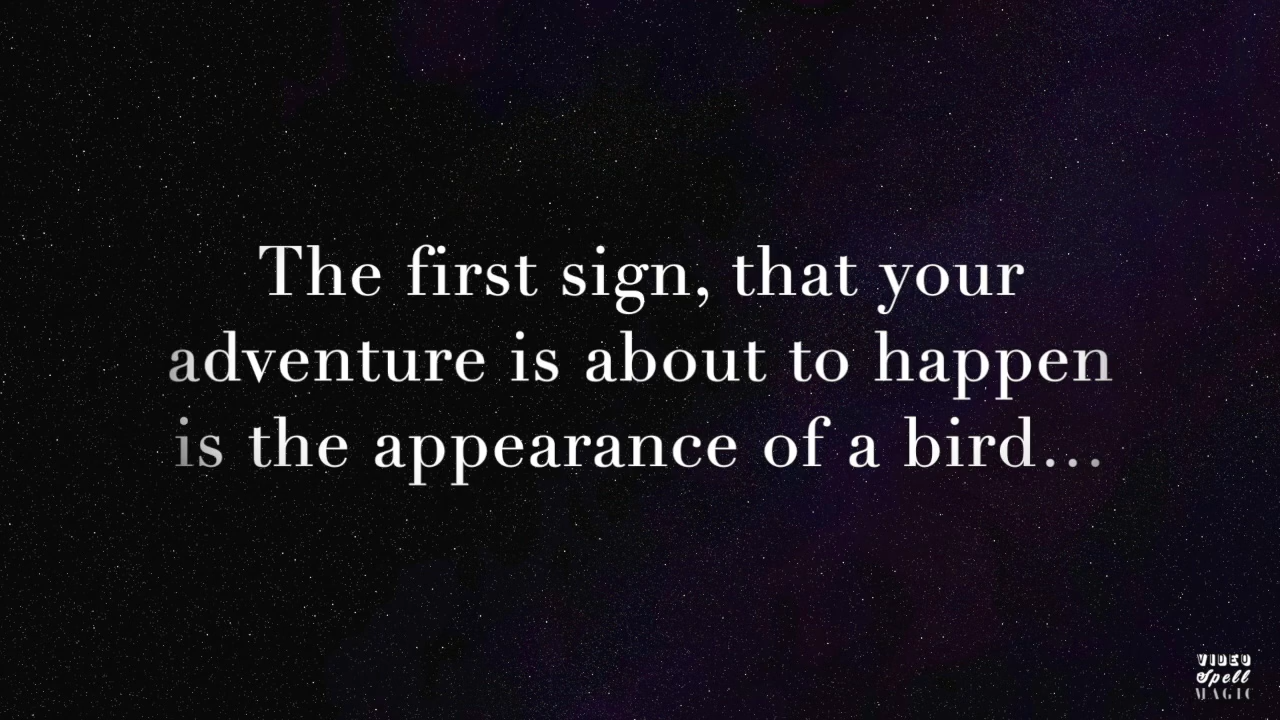 The first sign, that your
adventure is about to happen
is the appearance of a bird...
VIDEO
Spell
MAGIC